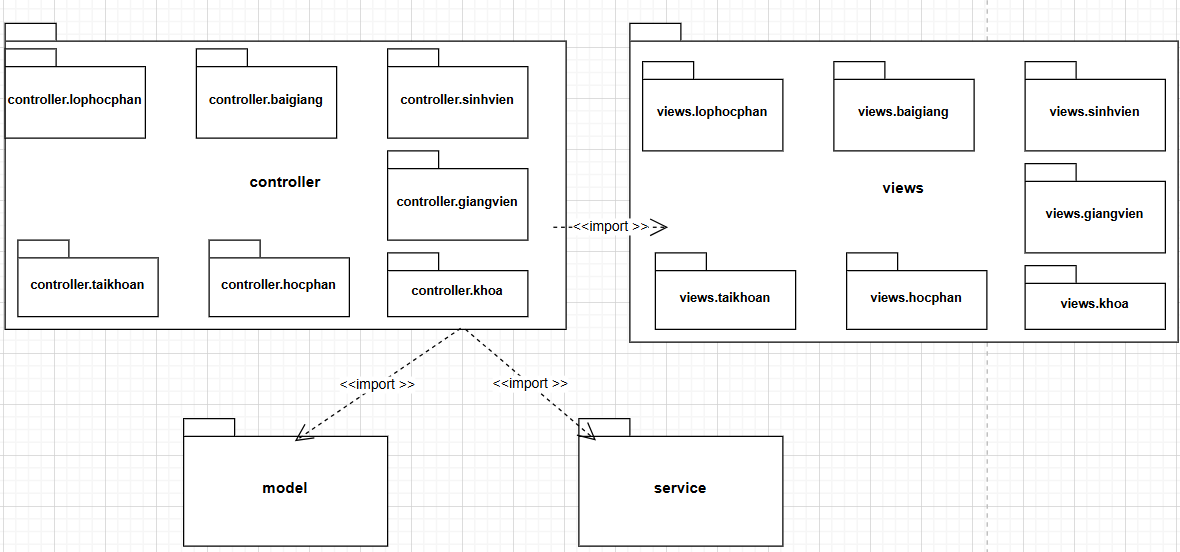 controller.lophocphan
controller.baigiang
controller.sinhvien
controller
controller.giangvien
controller.taikhoan
controller.hocphan
controller.khoa
<<import >>
views.lophocphan
views.baigiang
views.sinhvien
views
views.giangvien
views.taikhoan
views.hocphan
views.khoa
<<import >>
<<import >>
model
service